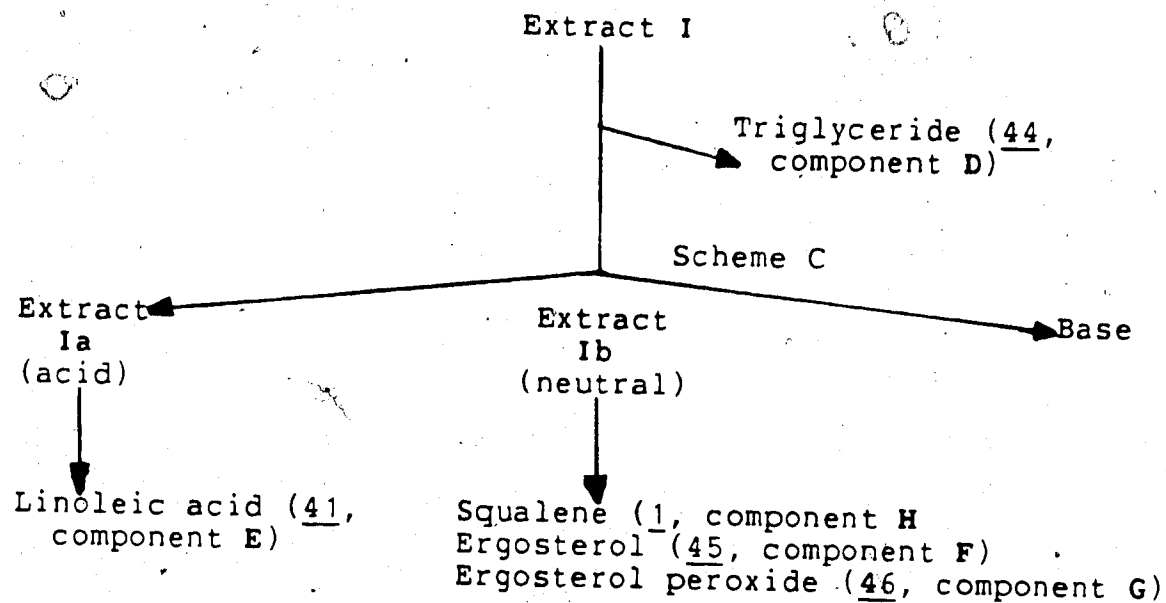 Extract I
Triglyceride (44,
component D)
Scheme C
Extract
Ia
(acid)
Extract
Ib
(neutral)
Base
Linoleic acid (41,
component E)
Squalene (1, component H
Ergosterol (45, component F)
Ergosterol peroxide (46, component G)